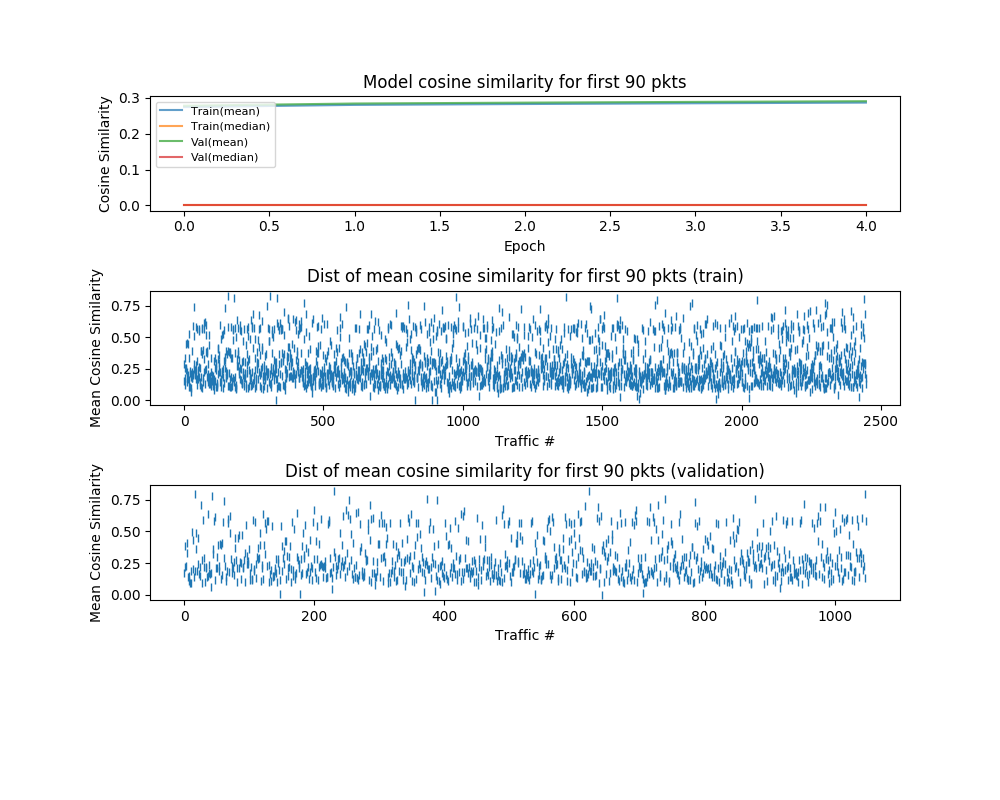 Model cosine similarity for first 90 pkts
Cosine Similarity
0.3
0.2
0.1
0.0
Train(mean)
Train(median)
Val(mean)
Val(median)
0.0 0.5 1.0 1.5 2.0 2.5 3.0 3.5 4.0
Epoch
Dist of mean cosine similarity for first 90 pkts (train)
Mean Cosine Similarity
0.75
0.50
0.25
0.00
0 500 1000 1500 2000 2500
Traffic #
Dist of mean cosine similarity for first 90 pkts (validation)
Mean Cosine Similarity
0.75
0.50
0.25
0.00
0 200 400 600 800 1000
Traffic #